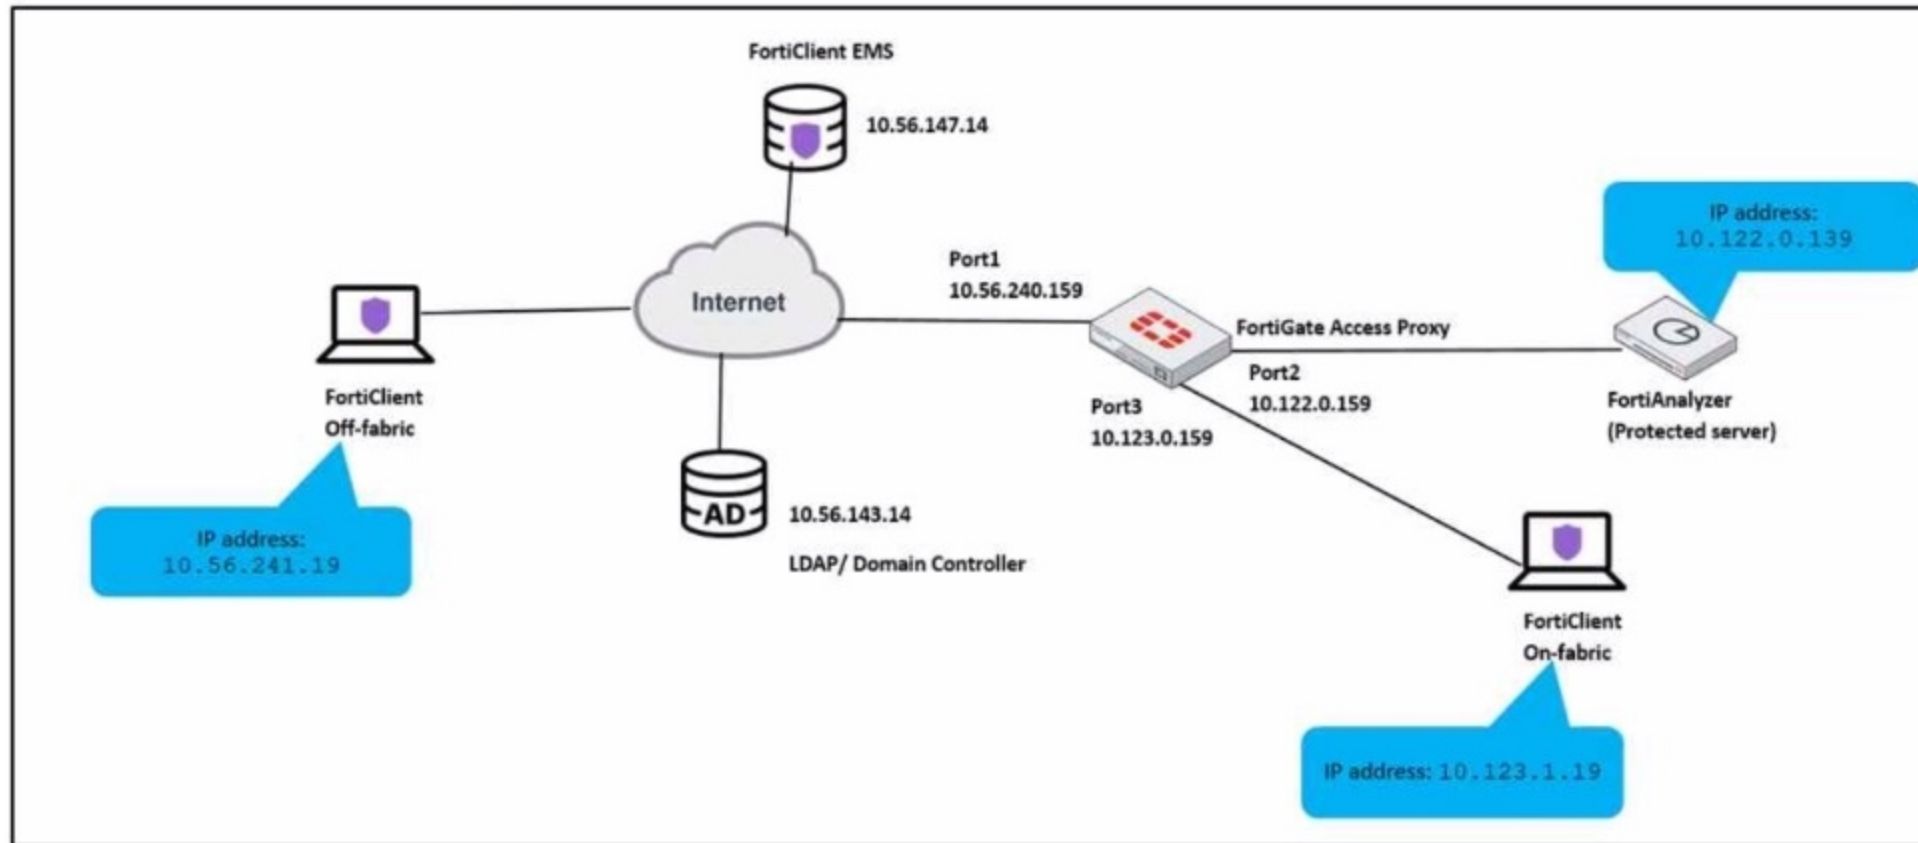 FortiClient EMS
10.56.147.14
IP address:
10.122.0.139
Port1
10.56.240.159
Internet
FortiGate Access Proxy
Port2
10.122.0.159
Port3
10.123.0.159
FortiClient
Off-fabric
FortiAnalyzer
(Protected server)
IP address:
10.56.241.19
AD
10.56.143.14
LDAP/ Domain Controller
FortiClient
On-fabric
IP address: 10.123.1.19